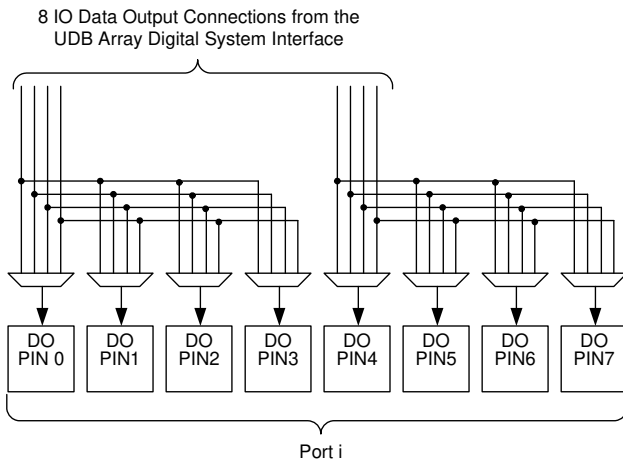 8 IO Data Output Connections from the
UDB Array Digital System Interface
DO
PIN 0
DO
PIN1
DO
PIN2
DO
PIN3
DO
PIN4
DO
PIN5
DO
PIN6
DO
PIN7
Port i